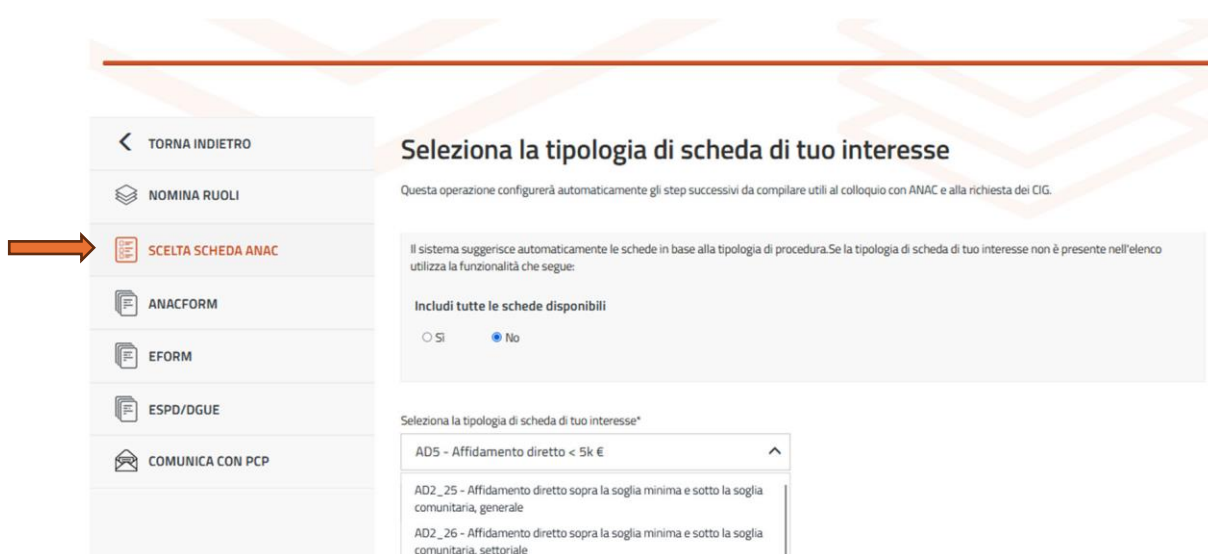 TORNA INDIETRO
NOMINA RUOLI
SCELTA SCHEDA ANAC
ANACFORM
EFORM
ESPD/DGUE
COMUNICA CON PCP
Seleziona la tipologia di scheda di tuo interesse
Questa operazione configurerà automaticamente gli step successivi da compilare utili al colloquio con ANAC e alla richiesta dei CIG.
Il sistema suggerisce automaticamente le schede in base alla tipologia di procedura.Se la tipologia di scheda di tuo interesse non è presente nell'elenco
utilizza la funzionalità che segue:
Includi tutte le schede disponibili
Sì No
Seleziona la tipologia di scheda di tuo interesse*
AD5 - Affidamento diretto < 5k €
AD2_25 - Affidamento diretto sopra la soglia minima e sotto la soglia
comunitaria, generale
AD2_26 - Affidamento diretto sopra la soglia minima e sotto la soglia
comunitaria, settoriale